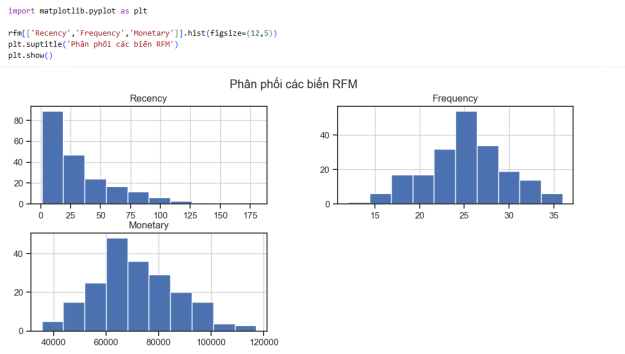 import matplotlib.pyplot as plt
rfm[['Recency','Frequency','Monetary']].hist(figsize=(12,5))
plt.suptitle('Phân phối các biến RFM')
plt.show()
Phân phối các biến RFM
Recency
80
60
40
20
0
0 25 50 75 100 125 150 175
Frequency
40
20
0
15 20 25 30 35
Monetary
40
20
0
40000 60000 80000 100000 120000